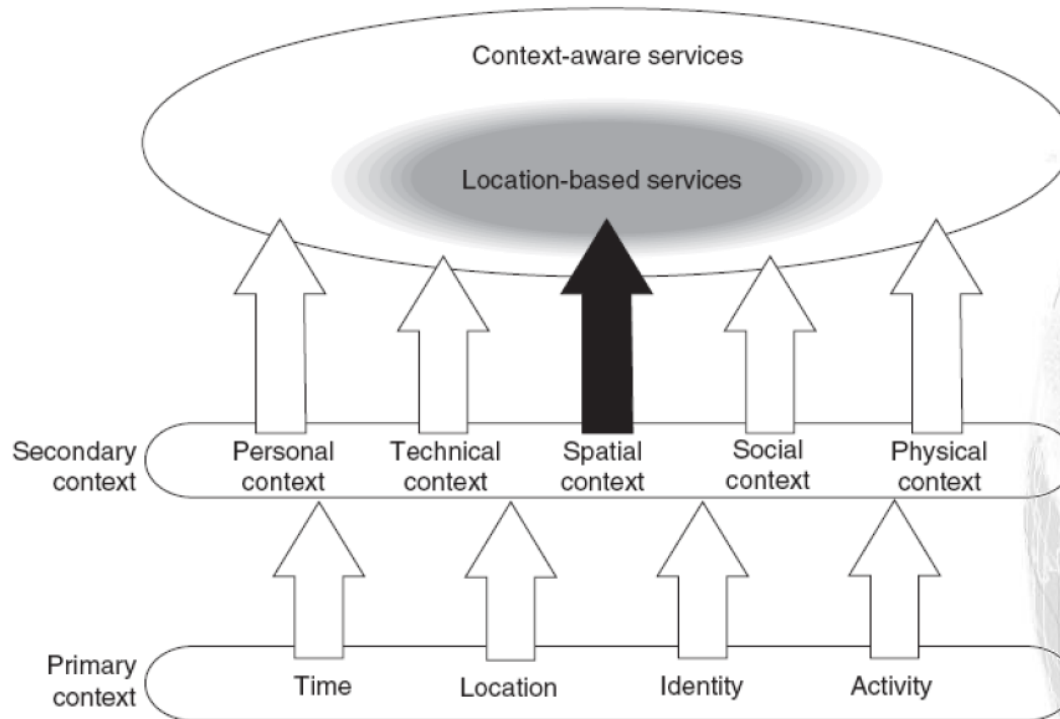 Context-aware services
Location-based services
Secondary
context
Personal
context
Technical
context
Spatial
context
Social
context
Physical
context
Primary
context
Time
Location
Identity
Activity